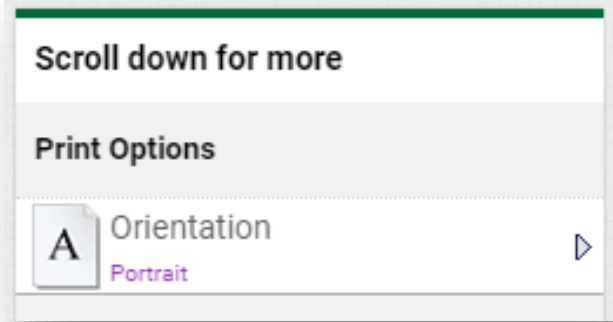 Scroll down for more
Print Options
A
Orientation
Portrait